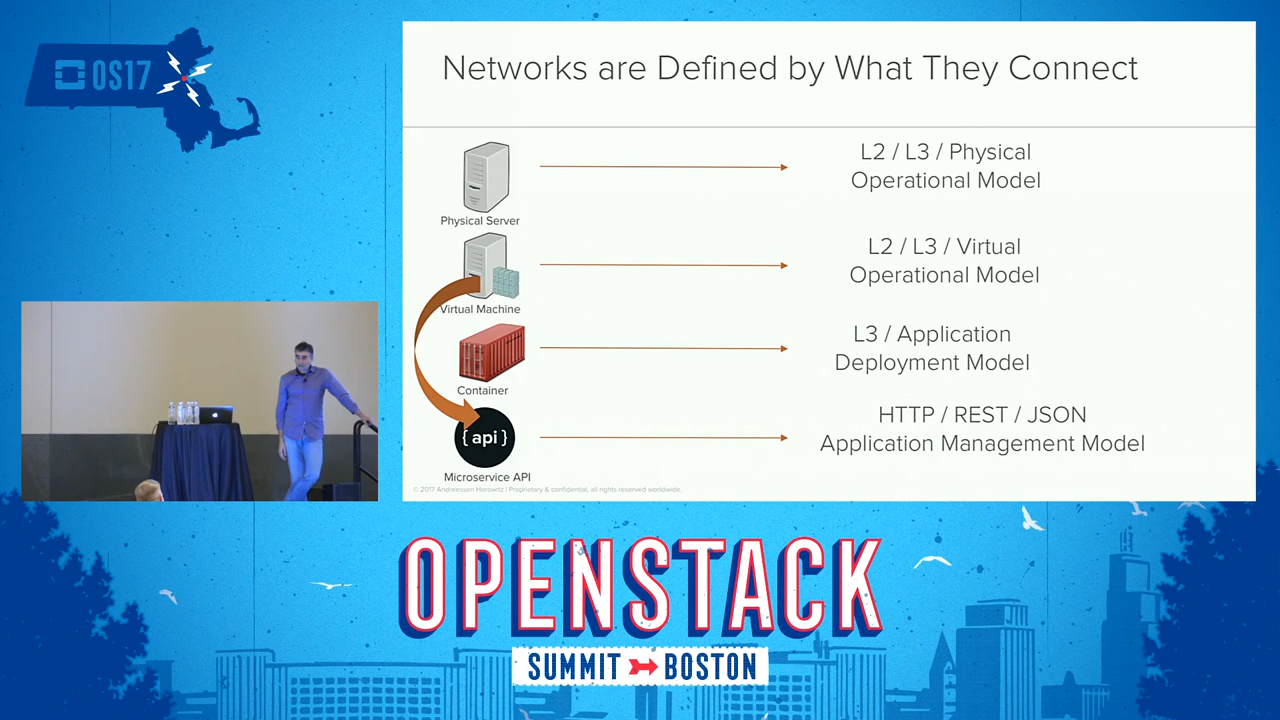 OS17
Networks are Defined by What They Connect
Physical Server
L2 / L3 / Physical
Operational Model
Virtual Machine
L2 / L3 / Virtual
Operational Model
Container
L3 / Application
Deployment Model
{ api }
Microservice API
HTTP / REST / JSON
Application Management Model
© 2017 Andreessen Horowitz | Proprietary & confidential, all rights reserved worldwide.
OPENSTACK
SUMMIT BOSTON